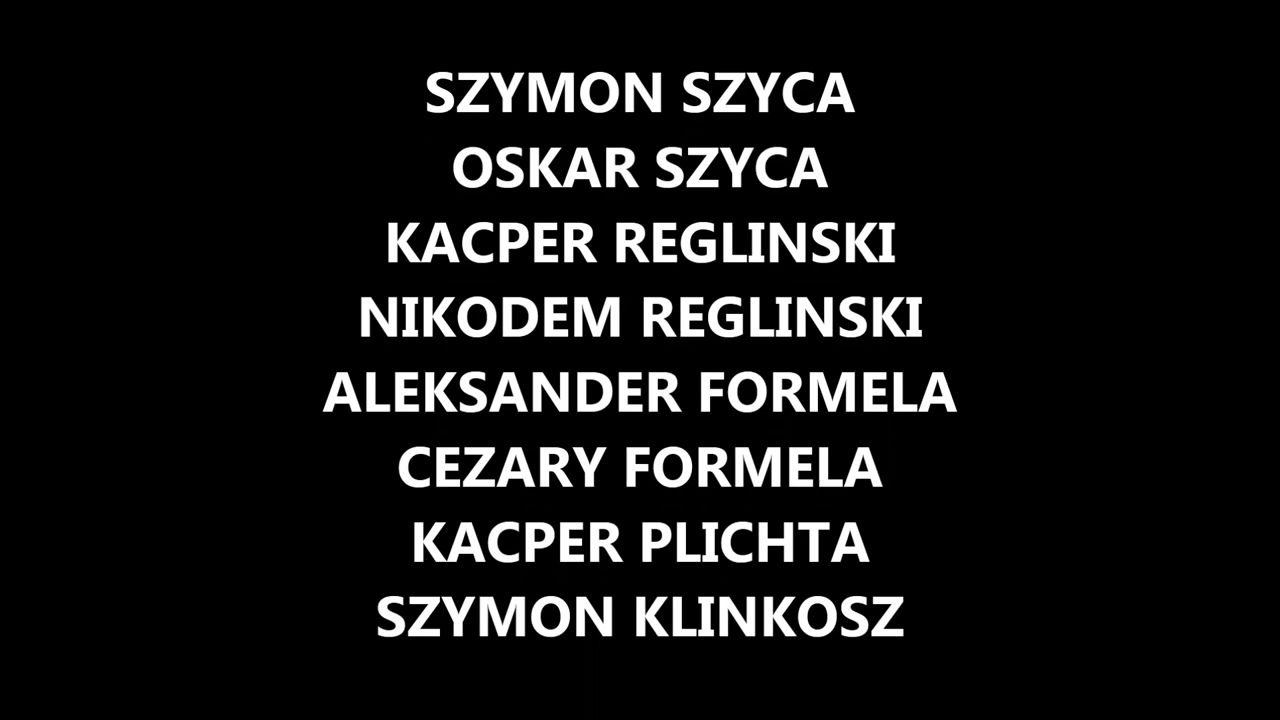 SZYMON SZYCA
OSKAR SZYCA
KACPER REGLINSKI
NIKODEM REGLINSKI
ALEKSANDER FORMELA
CEZARY FORMELA
KACPER PLICHTA
SZYMON KLINKOSZ